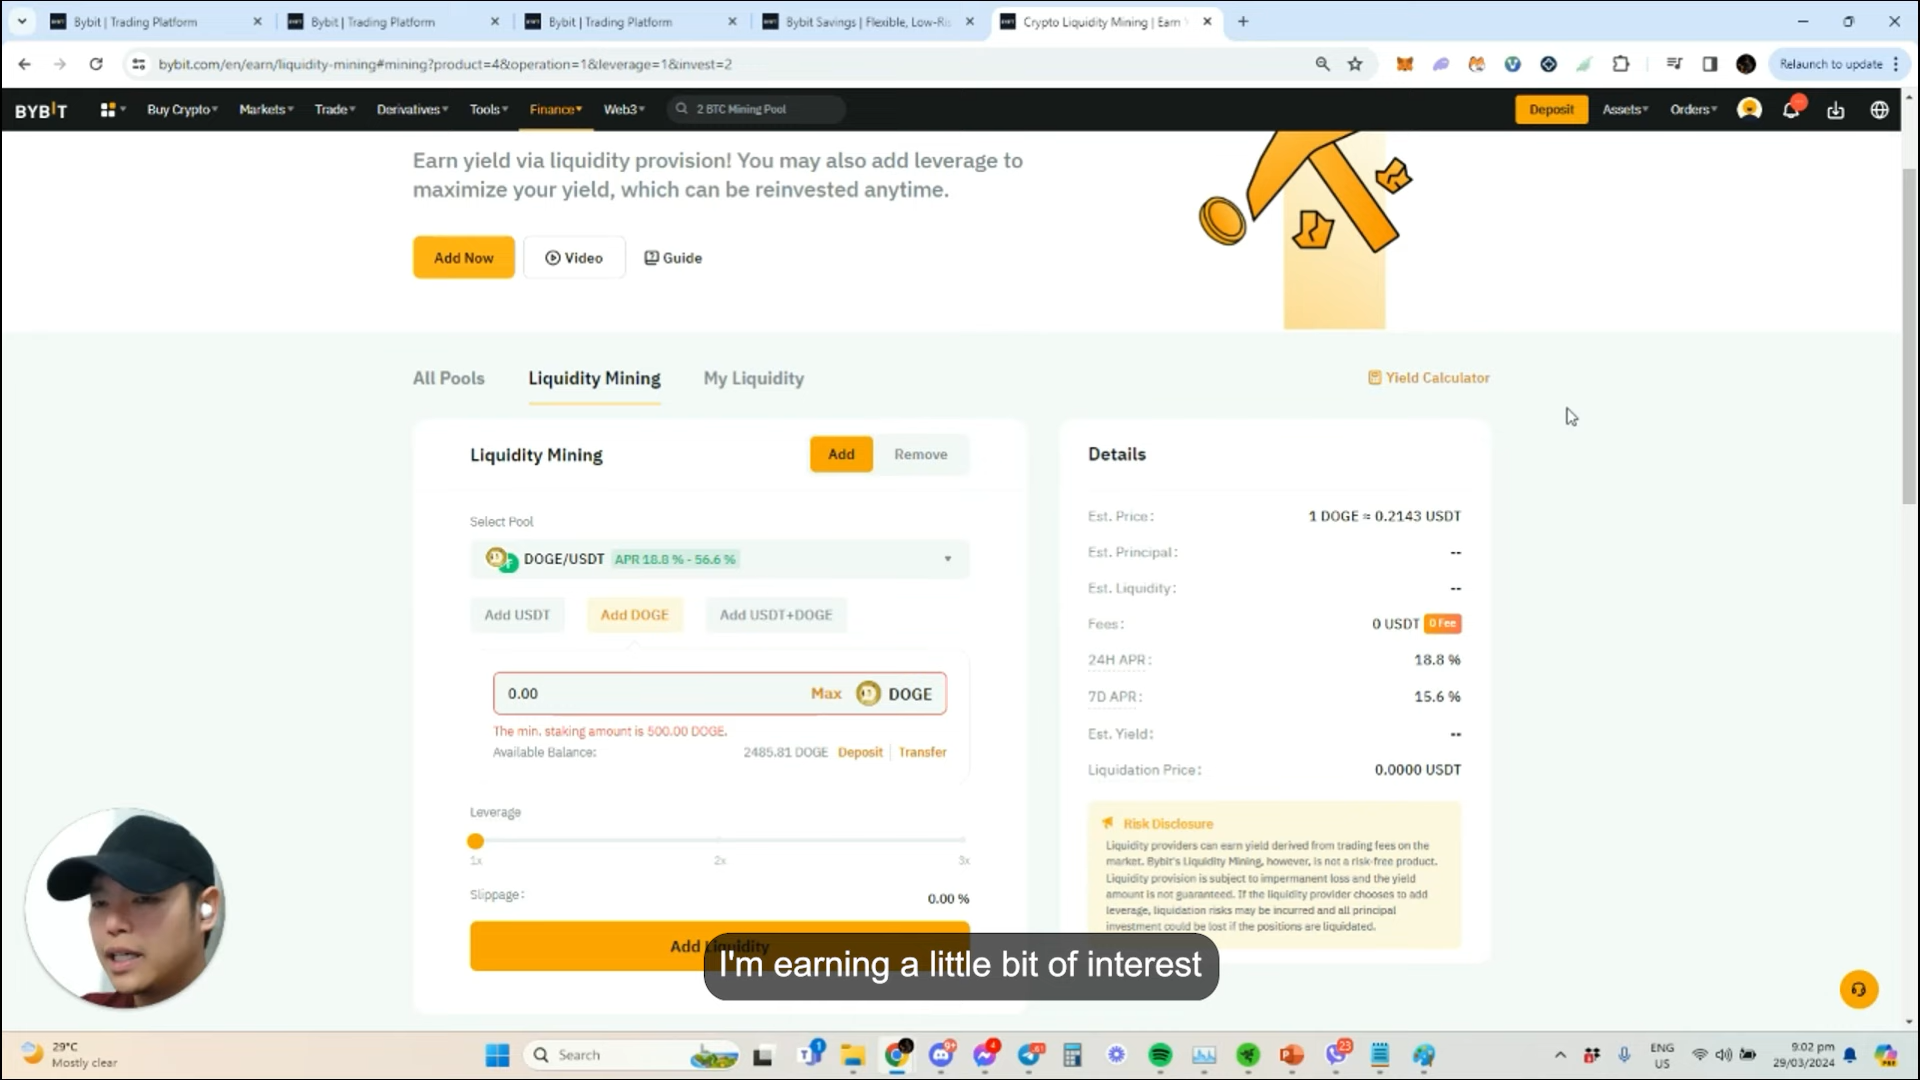 Bybit | Trading Platform
Bybit | Trading Platform
Bybit | Trading Platform
Bybit Savings | Flexible, Low-Ris
Crypto Liquidity Mining | Earn Y
bybit.com/en/earn/liquidity-mining#mining?product=4&operation=1&leverage=1&invest=2
Relaunch to update
BYBIT
Buy Crypto
Markets
Trade
Derivatives
Tools
Finance
Web3
2 BTC Mining Pool
Deposit
Assets
Orders
Earn yield via liquidity provision! You may also add leverage to
maximize your yield, which can be reinvested anytime.
Add Now
Video
Guide
All Pools
Liquidity Mining
My Liquidity
Yield Calculator
Liquidity Mining
Add
Remove
Select Pool
DOGE/USDT APR 18.8 % - 56.6 %
Add USDT
Add DOGE
Add USDT+DOGE
0.00
Max
DOGE
The min. staking amount is 500.00 DOGE.
Available Balance:
2485.81 DOGE Deposit | Transfer
Leverage
1x
2x
3x
Slippage:
0.00 %
Add Liquidity
Details
Est. Price:
1 DOGE ≈ 0.2143 USDT
Est. Principal:
--
Est. Liquidity:
--
Fees:
0 USDT 0 Fee
24H APR:
18.8 %
7D APR:
15.6 %
Est. Yield:
--
Liquidation Price:
0.0000 USDT
Risk Disclosure
Liquidity providers can earn yield derived from trading fees on the
market. Bybit's Liquidity Mining, however, is not a risk-free product.
Liquidity provision is subject to impermanent loss and the yield
amount is not guaranteed. If the liquidity provider chooses to add
leverage, liquidation risks may be incurred and all principal
investment could be lost if the positions are liquidated.
I'm earning a little bit of interest
29°C
Mostly clear
Search
ENG
US
9:02 pm
29/03/2024